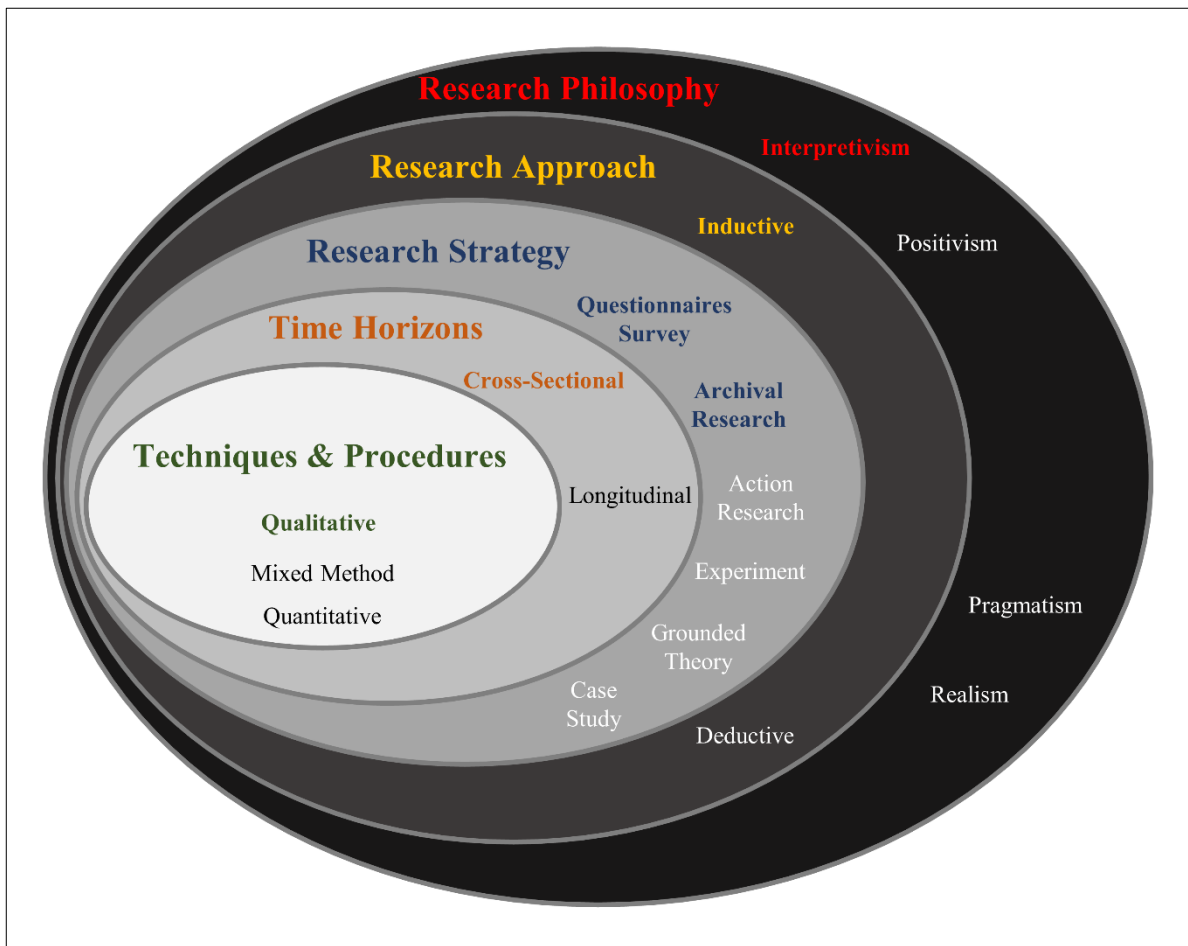 Research Philosophy
Interpretivism
Positivism
Pragmatism
Realism
Research Approach
Inductive
Deductive
Research Strategy
Questionnaires
Survey
Archival
Research
Action
Research
Experiment
Grounded
Theory
Case
Study
Time Horizons
Cross-Sectional
Longitudinal
Techniques & Procedures
Qualitative
Mixed Method
Quantitative